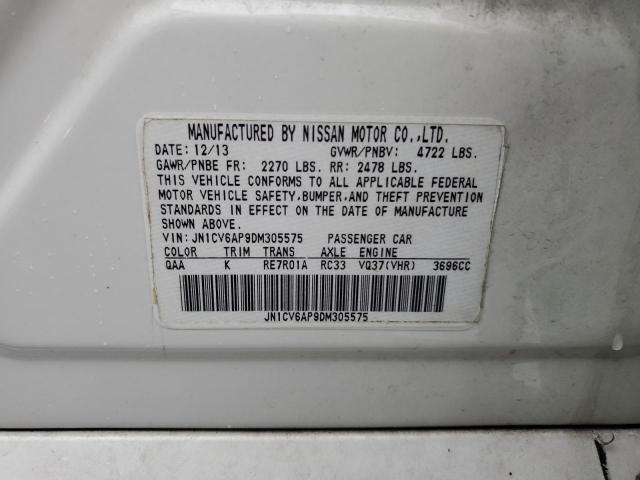 MANUFACTURED BY NISSAN MOTOR CO.,LTD.
DATE: 12/13 GVWR/PNBV: 4722 LBS.
GAWR/PNBE FR: 2270 LBS. RR: 2478 LBS.
THIS VEHICLE CONFORMS TO ALL APPLICABLE FEDERAL
MOTOR VEHICLE SAFETY,BUMPER,AND THEFT PREVENTION
STANDARDS IN EFFECT ON THE DATE OF MANUFACTURE
SHOWN ABOVE.
VIN: JN1CV6AP9DM305575 PASSENGER CAR
COLOR TRIM TRANS AXLE ENGINE
QAA K RE7R01A RC33 VQ37(VHR) 3696CC
JN1CV6AP9DM305575